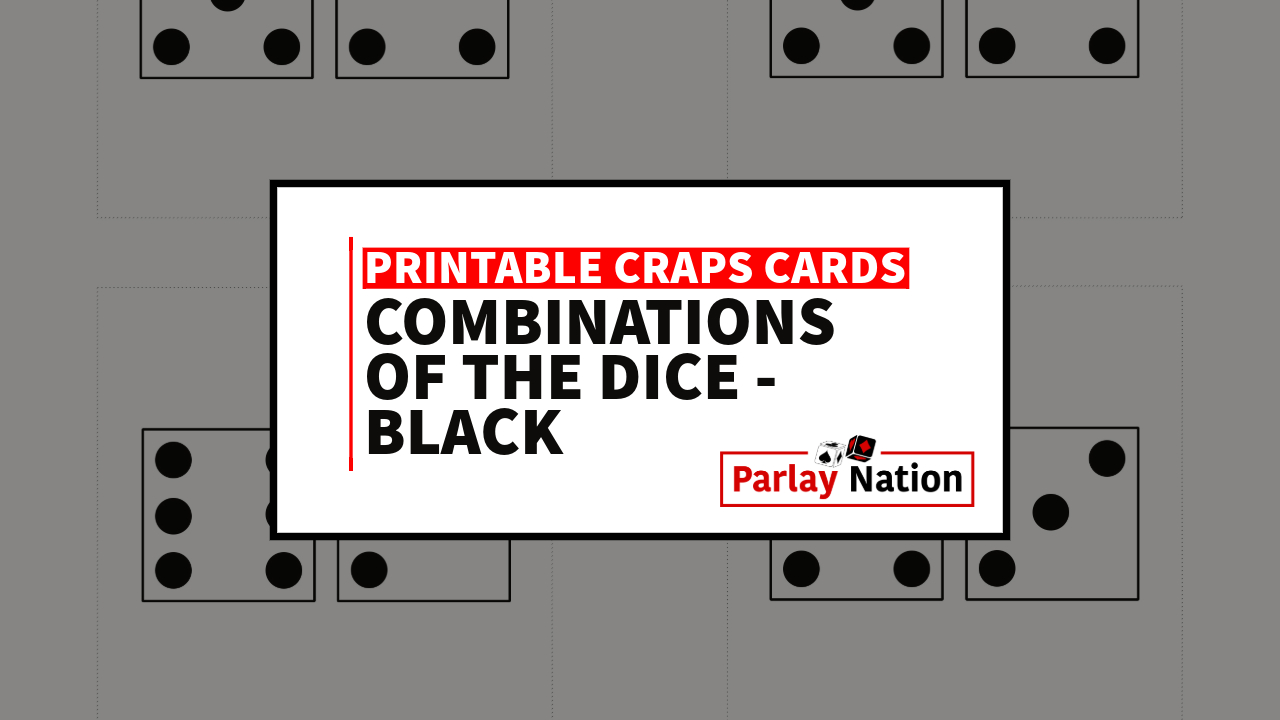 PRINTABLE CRAPS CARDS
COMBINATIONS
OF THE DICE -
BLACK
Parlay Nation